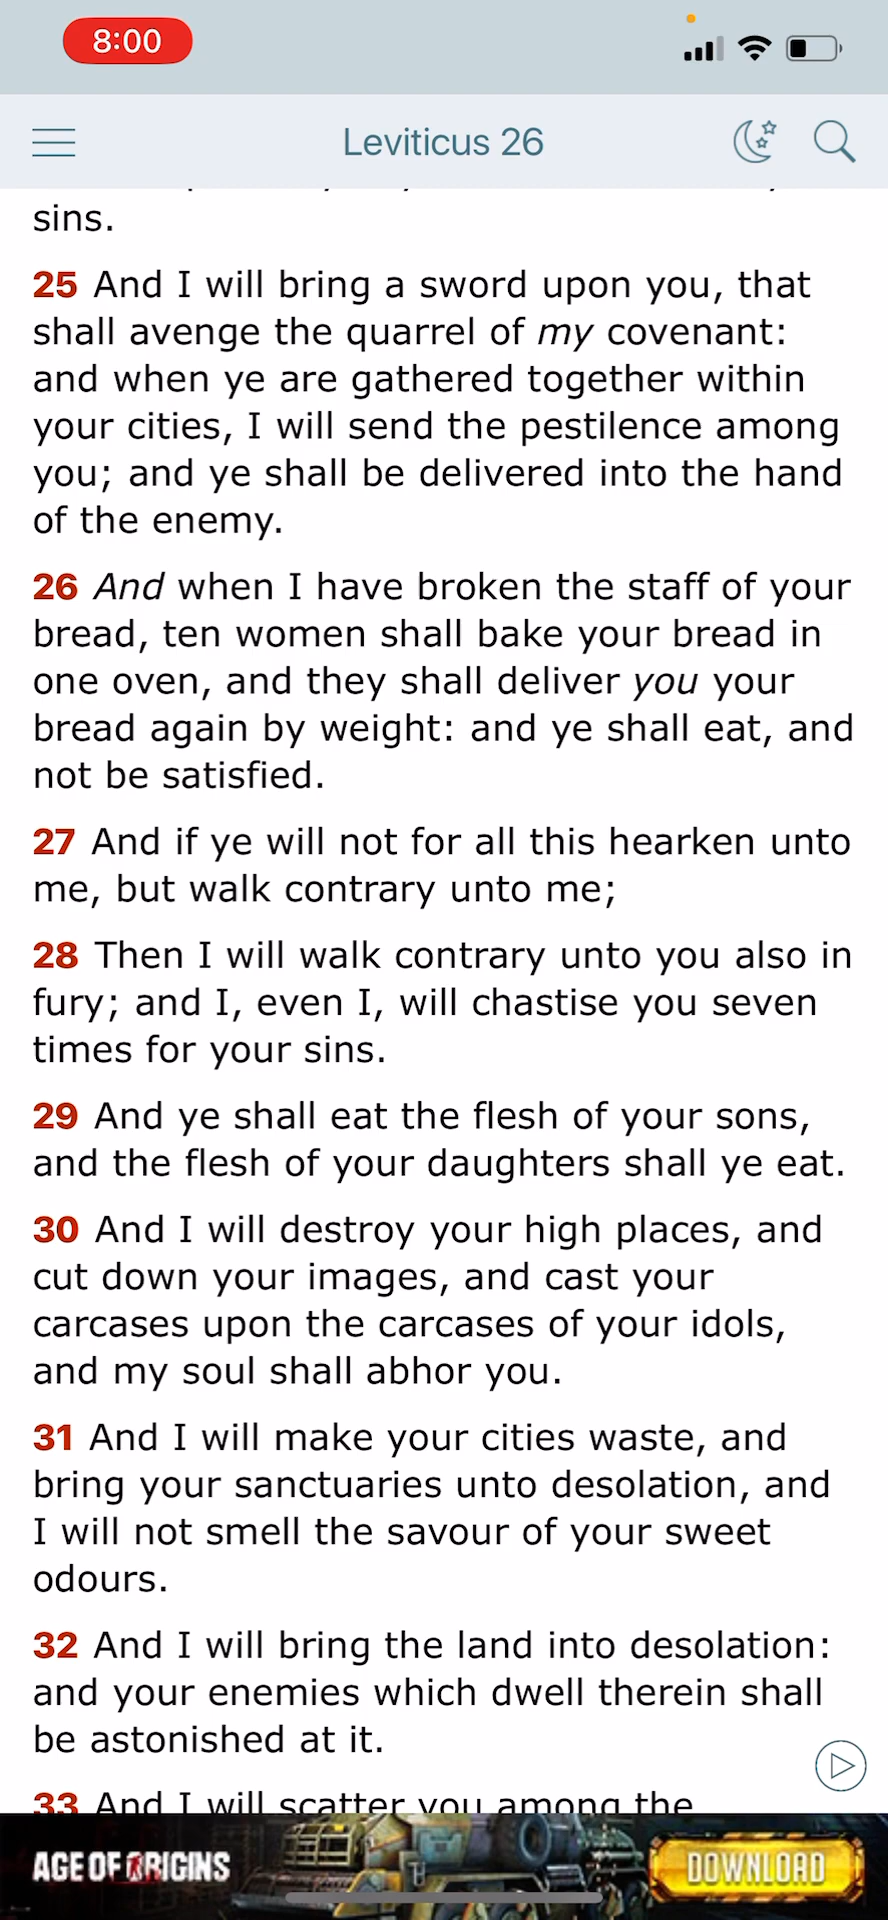 8:00
Leviticus 26
sins.
25 And I will bring a sword upon you, that
shall avenge the quarrel of my covenant:
and when ye are gathered together within
your cities, I will send the pestilence among
you; and ye shall be delivered into the hand
of the enemy.
26 And when I have broken the staff of your
bread, ten women shall bake your bread in
one oven, and they shall deliver you your
bread again by weight: and ye shall eat, and
not be satisfied.
27 And if ye will not for all this hearken unto
me, but walk contrary unto me;
28 Then I will walk contrary unto you also in
fury; and I, even I, will chastise you seven
times for your sins.
29 And ye shall eat the flesh of your sons,
and the flesh of your daughters shall ye eat.
30 And I will destroy your high places, and
cut down your images, and cast your
carcases upon the carcases of your idols,
and my soul shall abhor you.
31 And I will make your cities waste, and
bring your sanctuaries unto desolation, and
I will not smell the savour of your sweet
odours.
32 And I will bring the land into desolation:
and your enemies which dwell therein shall
be astonished at it.
33 And I will scatter you among the
AGE OF ORIGINS
DOWNLOAD